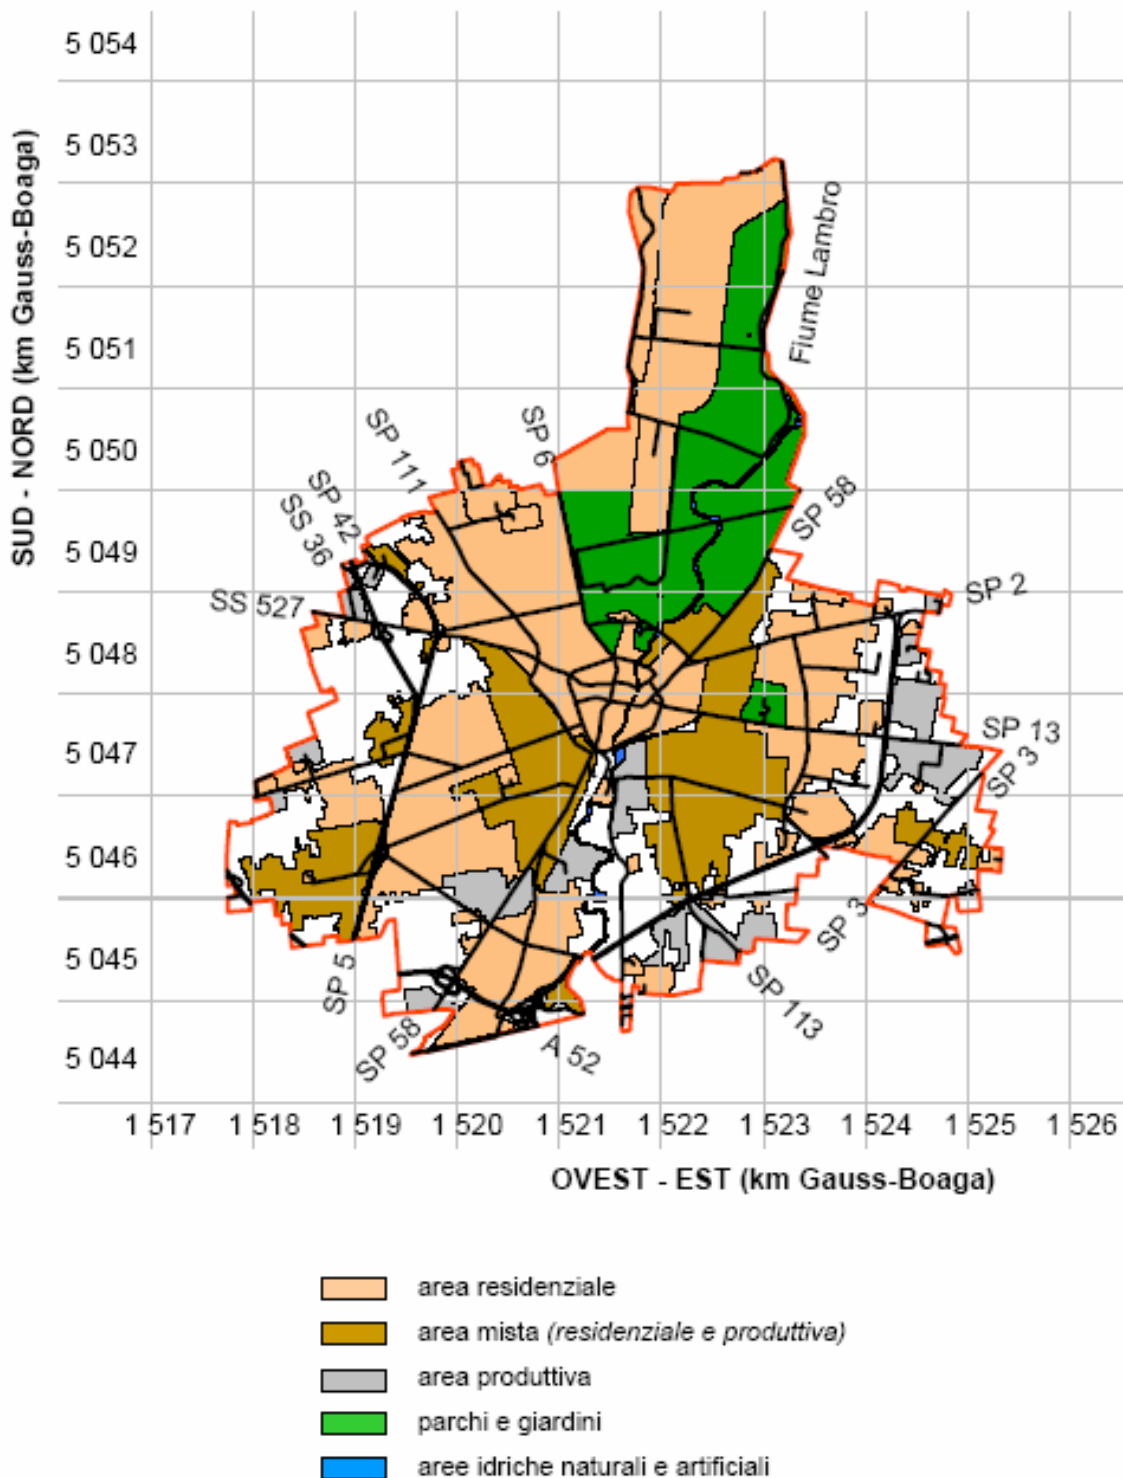 5 054
5 053
5 052
5 051
5 050
5 049
5 048
5 047
5 046
5 045
5 044
SUD - NORD (km Gauss-Boaga)
Fiume Lambro
SP 6
SP 111
SP 42
SS 36
SS 527
SP 58
SP 2
SP 13
SP 3
SP 3
SP 5
SP 58
A 52
SP 113
1 517 1 518 1 519 1 520 1 521 1 522 1 523 1 524 1 525 1 526
OVEST - EST (km Gauss-Boaga)
area residenziale
area mista (residenziale e produttiva)
area produttiva
parchi e giardini
aree idriche naturali e artificiali